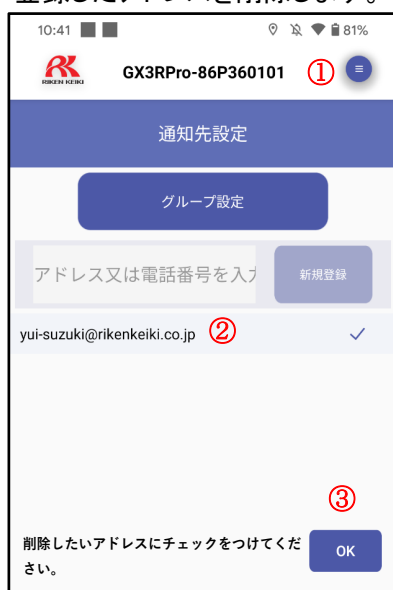 登録したアドレスを削除します。
10:41 81%
RIKEN KEIKI
GX3RPro-86P360101 ①
通知先設定
グループ設定
アドレス又は電話番号を入力 新規登録
yui-suzuki@rikenkeiki.co.jp ②
③
削除したいアドレスにチェックをつけてくだ
さい。
OK